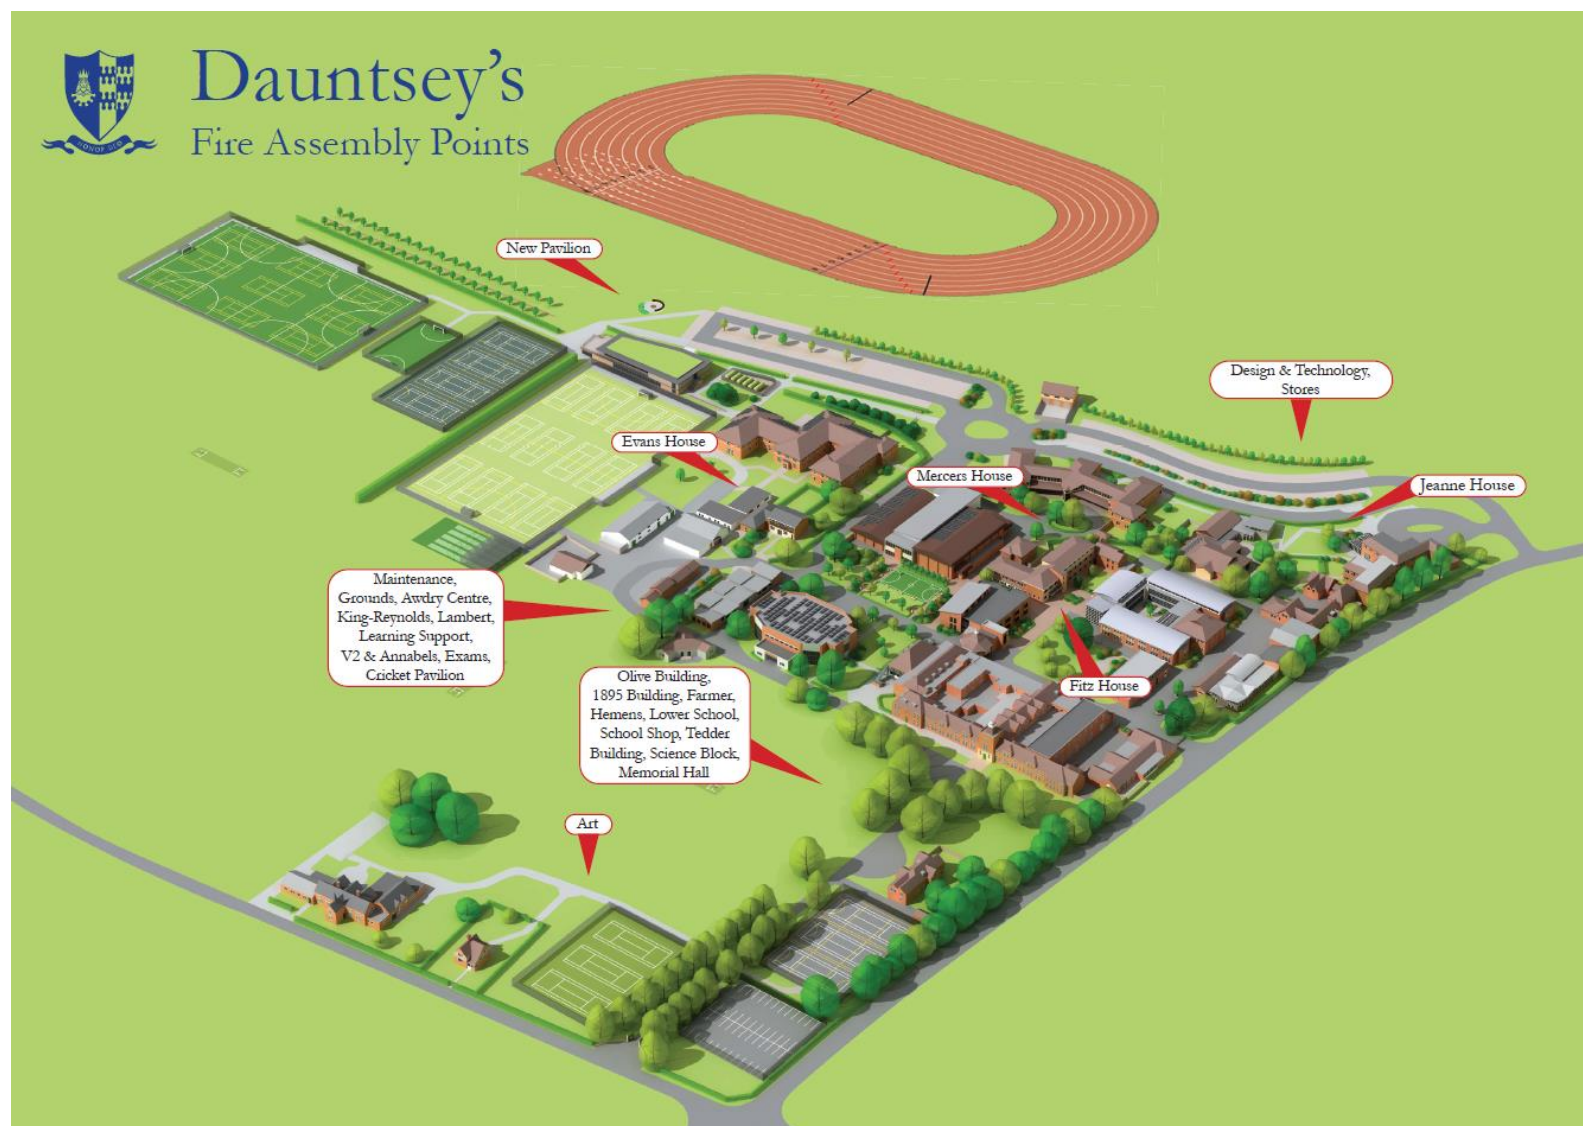 Dauntsey's
Fire Assembly Points
New Pavilion
Design & Technology,
Stores
Evans House
Mercers House
Jeanne House
Maintenance,
Grounds, Awdry Centre,
King-Reynolds, Lambert,
Learning Support,
V2 & Annabels, Exams,
Cricket Pavilion
Olive Building,
1895 Building, Farmer,
Hemens, Lower School,
School Shop, Tedder
Building, Science Block,
Memorial Hall
Fitz House
Art